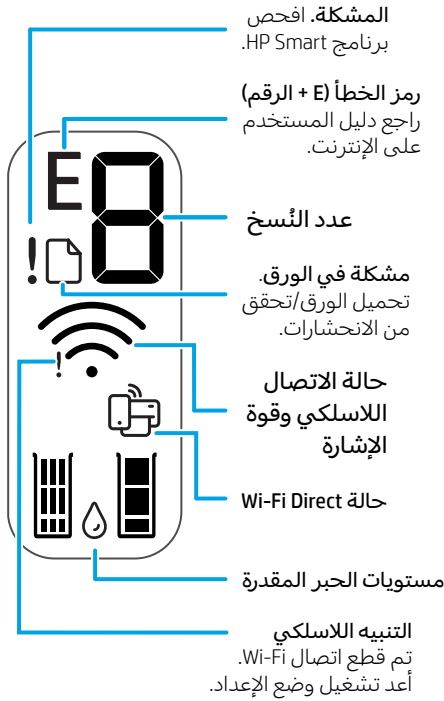 المشكلة. افحص
برنامج HP Smart.
رمز الخطأ (E + الرقم)
راجع دليل المستخدم
على الإنترنت.
E 8
عدد النُسخ
!
مشكلة في الورق.
تحميل الورق/تحقق
من الانحشارات.
!
حالة الاتصال
اللاسلكي وقوة
الإشارة
حالة Wi-Fi Direct
مستويات الحبر المقدرة
التنبيه اللاسلكي
تم قطع اتصال Wi-Fi.
أعد تشغيل وضع الإعداد.